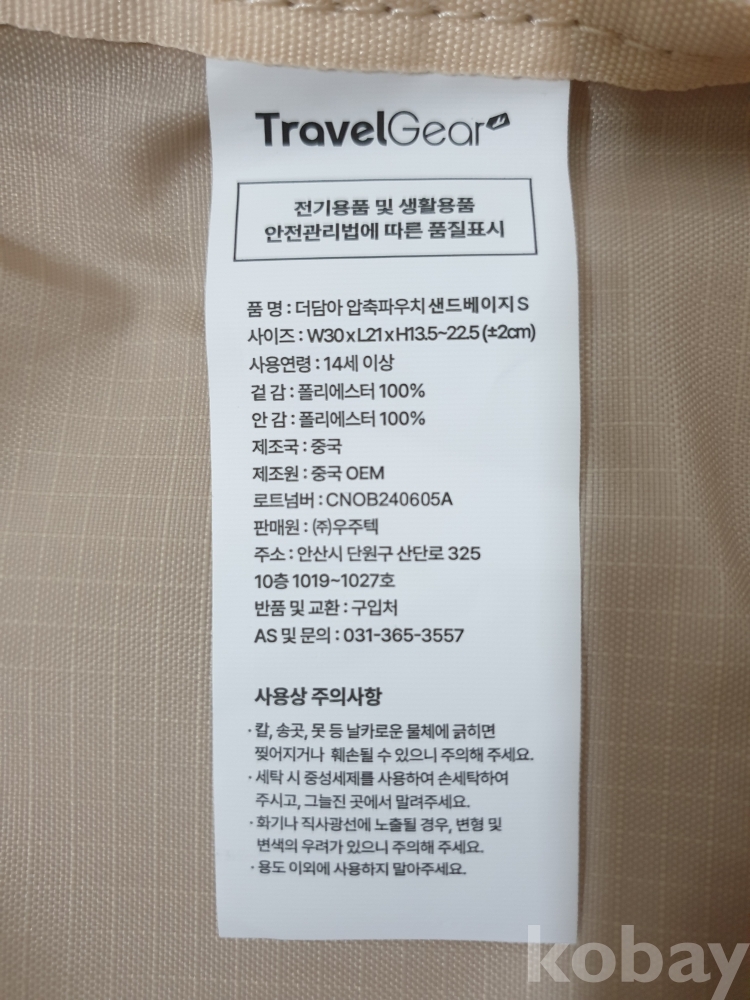 TravelGear
전기용품 및 생활용품
안전관리법에 따른 품질표시
품 명 : 더담아 압축파우치 샌드베이지 S
사이즈 : W30 x L21 x H13.5~22.5 (±2cm)
사용연령 : 14세 이상
겉 감 : 폴리에스터 100%
안 감 : 폴리에스터 100%
제조국 : 중국
제조원 : 중국 OEM
로트넘버 : CNOB240605A
판매원 : ㈜우주텍
주소 : 안산시 단원구 산단로 325
10층 1019~1027호
반품 및 교환 : 구입처
AS 및 문의 : 031-365-3557
사용상 주의사항
· 칼, 송곳, 못 등 날카로운 물체에 긁히면
찢어지거나 훼손될 수 있으니 주의해 주세요.
· 세탁 시 중성세제를 사용하여 손세탁하여
주시고, 그늘진 곳에서 말려주세요.
· 화기나 직사광선에 노출될 경우, 변형 및
변색의 우려가 있으니 주의해 주세요.
· 용도 이외에 사용하지 말아주세요.
kobay